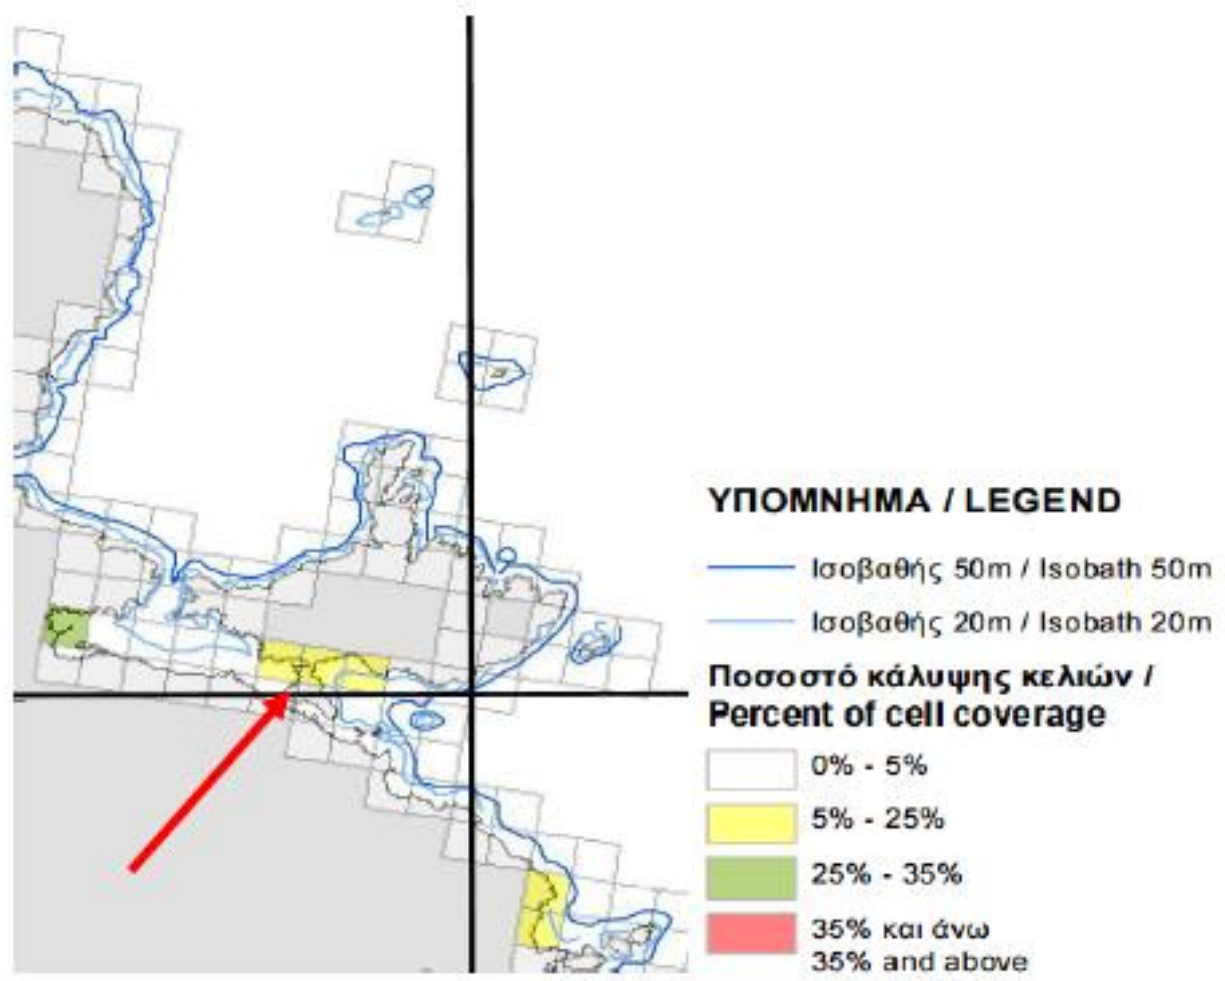 ΥΠΟΜΝΗΜΑ / LEGEND
Ισοβαθής 50m / Isobath 50m
Ισοβαθής 20m / Isobath 20m
Ποσοστό κάλυψης κελιών /
Percent of cell coverage
0% - 5%
5% - 25%
25% - 35%
35% και άνω
35% and above